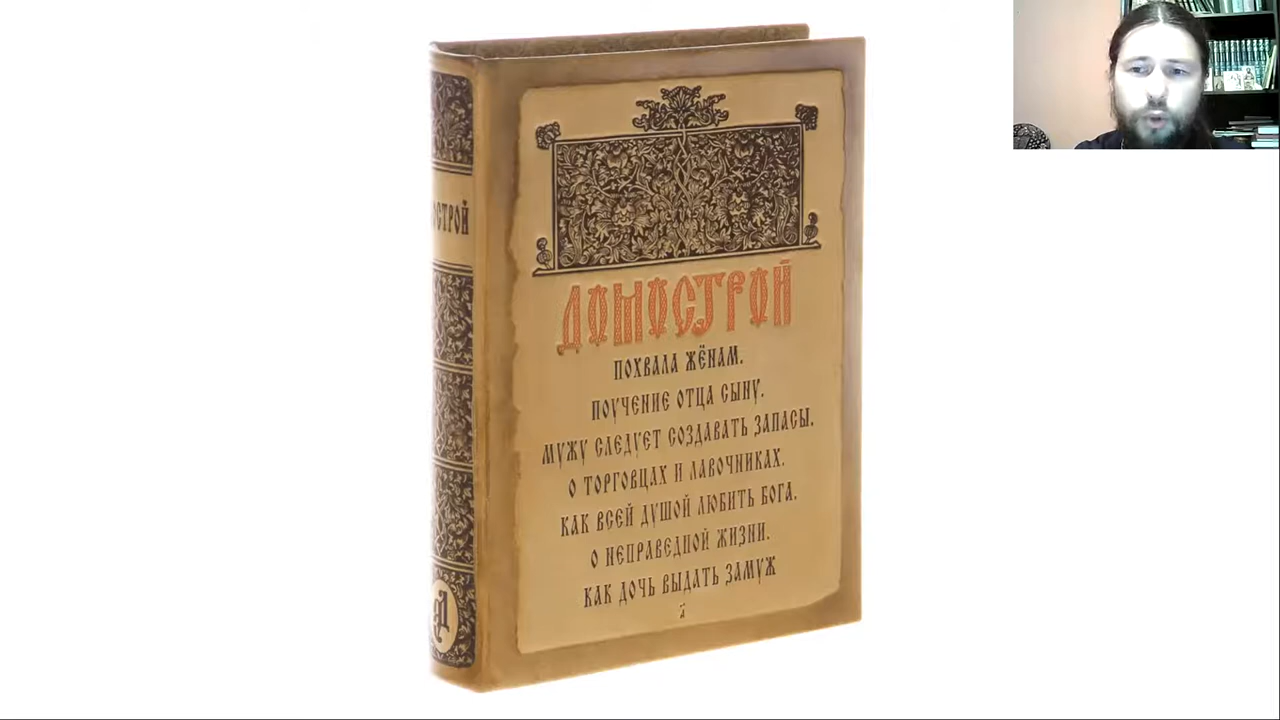 ОСТРОЙ
ДОМОСТРОЙ
ПОХВАЛА ЖЁНАМ.
ПОУЧЕНИЕ ОТЦА СЫНУ.
МУЖУ СЛЕДУЕТ СОЗДАВАТЬ ЗАПАСЫ.
О ТОРГОВЦАХ И ЛАВОЧНИКАХ.
КАК ВСЕЙ ДУШОЙ ЛЮБИТЬ БОГА.
О НЕПРАВЕДНОЙ ЖИЗНИ.
КАК ДОЧЬ ВЫДАТЬ ЗАМУЖ